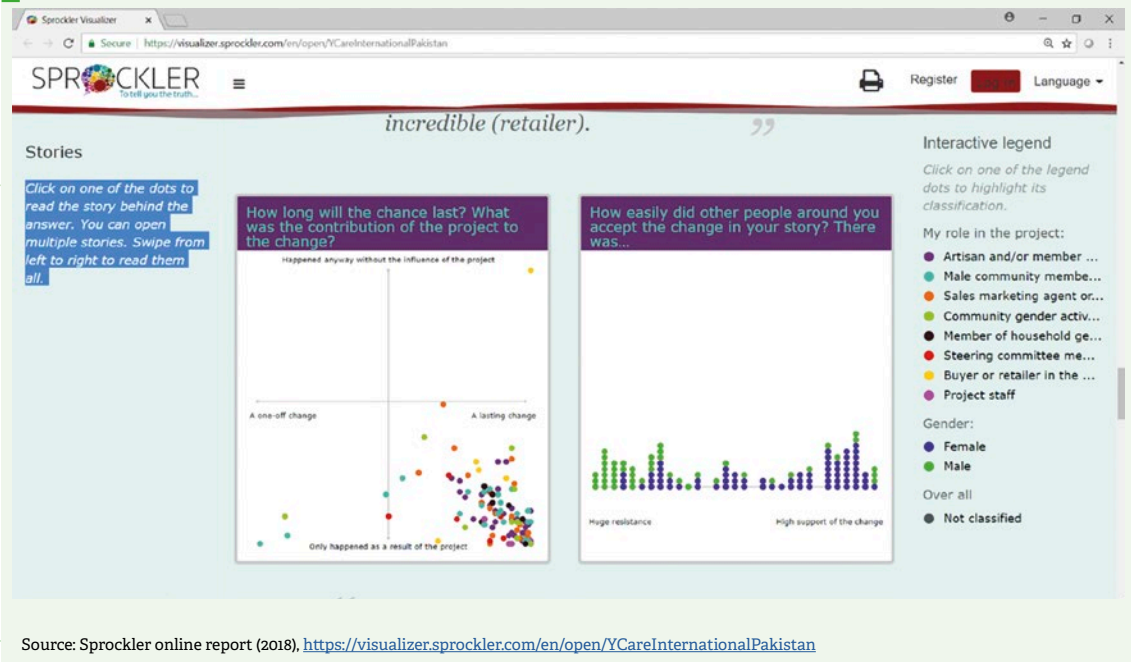 Sprockler Visualizer
Secure | https://visualizer.sprockler.com/en/open/YCareInternationalPakistan
SPROCKLER
To tell you the truth...
Register
Log in
Language
incredible (retailer).
”
Stories
Click on one of the dots to
read the story behind the
answer. You can open
multiple stories. Swipe from
left to right to read them
all.
How long will the chance last? What
was the contribution of the project to
the change?
Happened anyway without the influence of the project
A one-off change
A lasting change
Only happened as a result of the project
How easily did other people around you
accept the change in your story? There
was...
Huge resistance
High support of the change
Interactive legend
Click on one of the legend
dots to highlight its
classification.
My role in the project:
Artisan and/or member ...
Male community membe...
Sales marketing agent or...
Community gender activ...
Member of household ge...
Steering committee me...
Buyer or retailer in the ...
Project staff
Gender:
Female
Male
Over all
Not classified
Source: Sprockler online report (2018), https://visualizer.sprockler.com/en/open/YCareInternationalPakistan